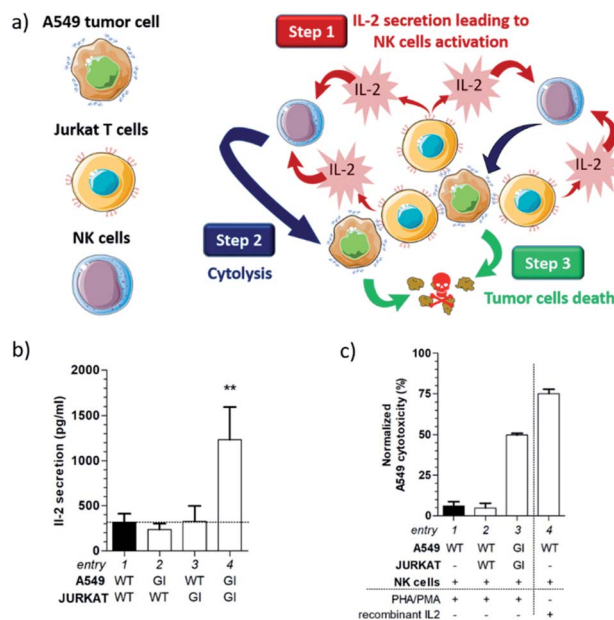 a)
A549 tumor cell
Jurkat T cells
NK cells
Step 1
IL-2 secretion leading to
NK cells activation
IL-2
IL-2
IL-2
IL-2
Step 2
Cytolysis
Step 3
Tumor cells death
b)
Il-2 secretion (pg/ml)
2000
1500
1000
500
0
**
entry 1 2 3 4
A549 WT WT WT GI
JURKAT WT WT GI GI
c)
Normalized
A549 cytotoxicity (%)
100
75
50
25
0
entry 1 2 3 4
A549 WT WT GI WT
JURKAT - WT GI -
NK cells + + + +
PHA/PMA + + + -
recombinant IL2 - - - +